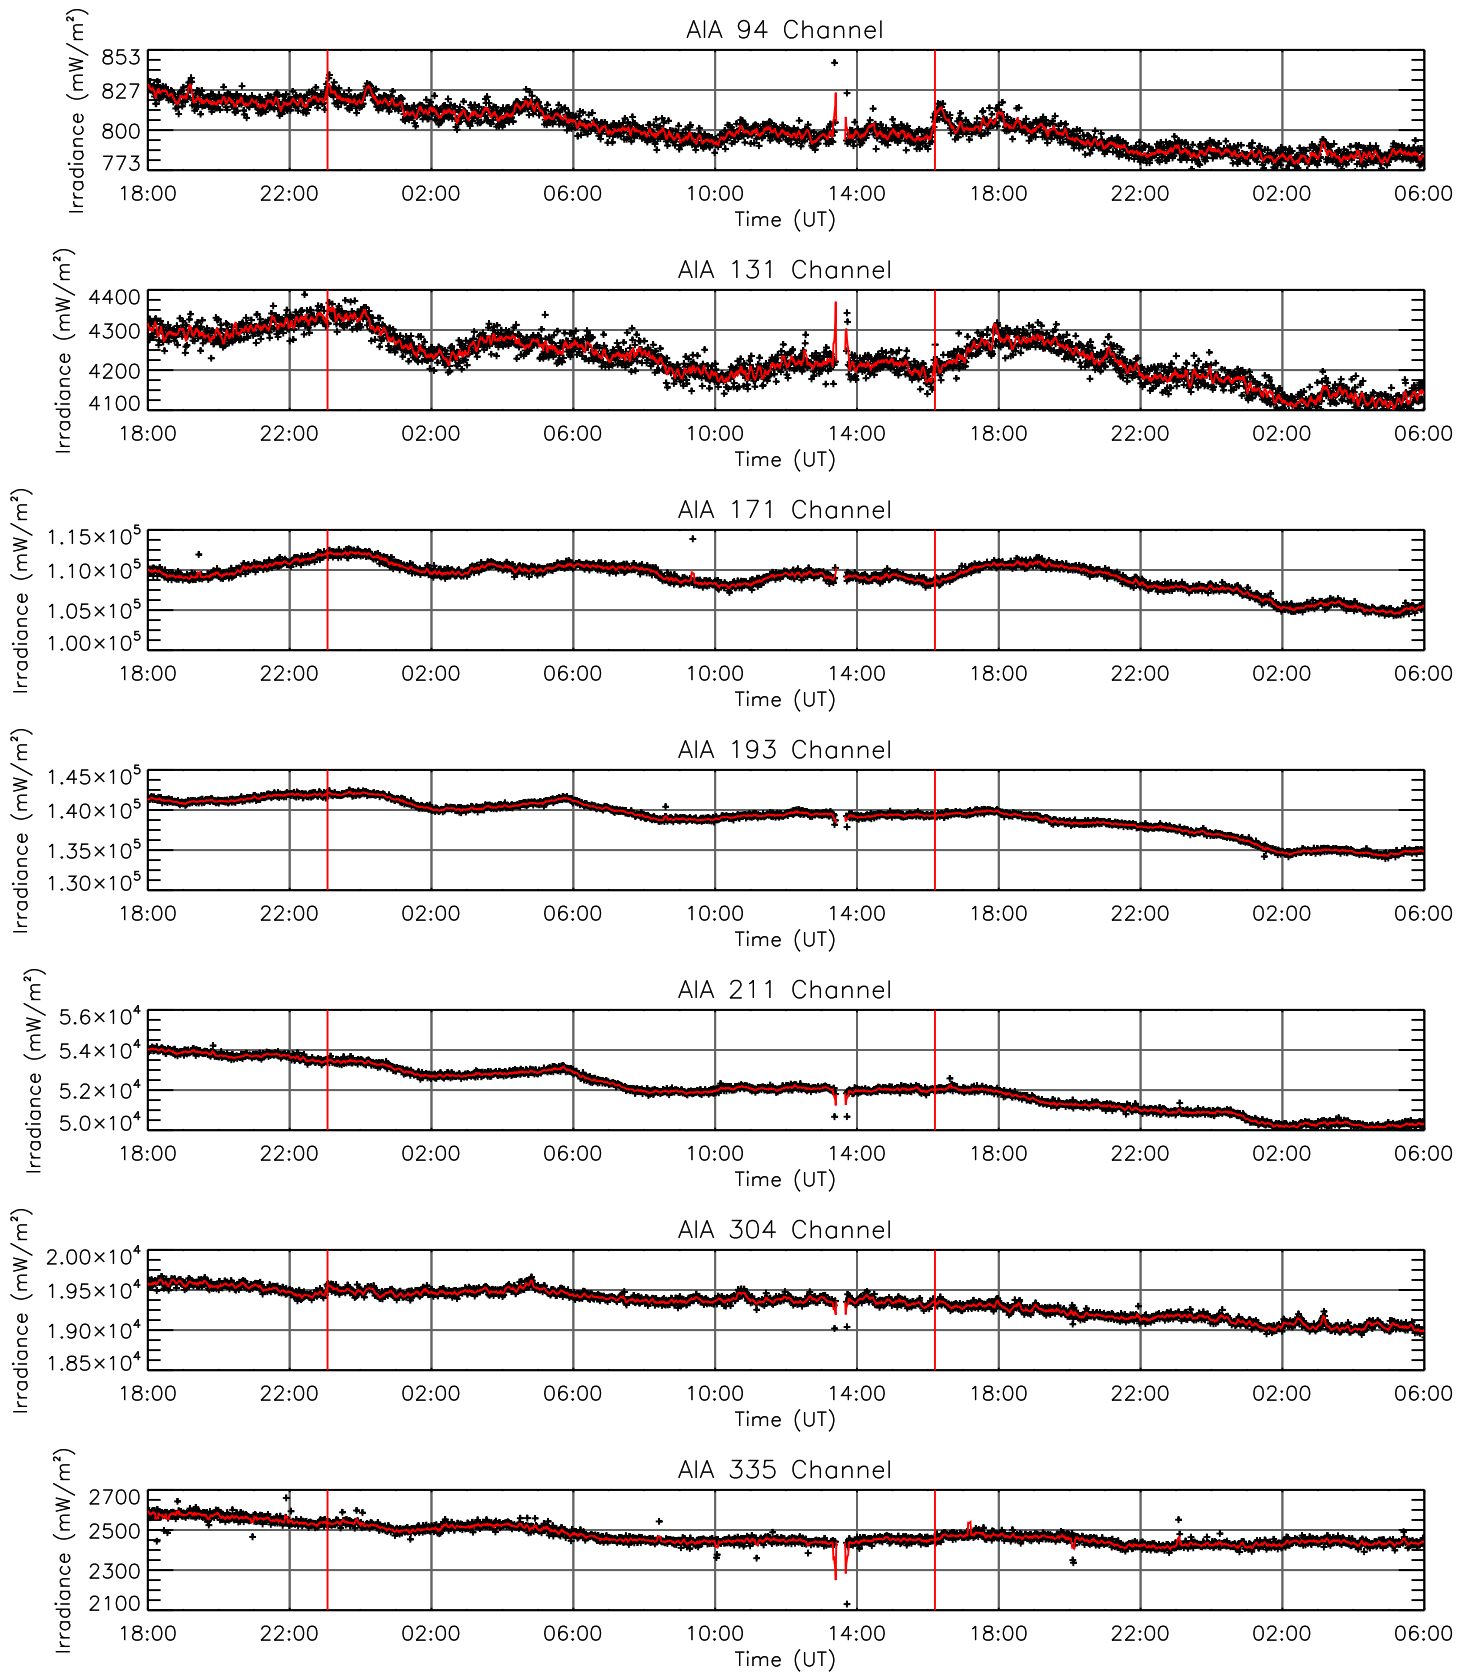 AIA 94 Channel
Irradiance (mW/m²)
853
827
800
773
18:00 22:00 02:00 06:00 10:00 14:00 18:00 22:00 02:00 06:00
Time (UT)
AIA 131 Channel
Irradiance (mW/m²)
4400
4300
4200
4100
18:00 22:00 02:00 06:00 10:00 14:00 18:00 22:00 02:00 06:00
Time (UT)
AIA 171 Channel
Irradiance (mW/m²)
1.15×10⁵
1.10×10⁵
1.05×10⁵
1.00×10⁵
18:00 22:00 02:00 06:00 10:00 14:00 18:00 22:00 02:00 06:00
Time (UT)
AIA 193 Channel
Irradiance (mW/m²)
1.45×10⁵
1.40×10⁵
1.35×10⁵
1.30×10⁵
18:00 22:00 02:00 06:00 10:00 14:00 18:00 22:00 02:00 06:00
Time (UT)
AIA 211 Channel
Irradiance (mW/m²)
5.6×10⁴
5.4×10⁴
5.2×10⁴
5.0×10⁴
18:00 22:00 02:00 06:00 10:00 14:00 18:00 22:00 02:00 06:00
Time (UT)
AIA 304 Channel
Irradiance (mW/m²)
2.00×10⁴
1.95×10⁴
1.90×10⁴
1.85×10⁴
18:00 22:00 02:00 06:00 10:00 14:00 18:00 22:00 02:00 06:00
Time (UT)
AIA 335 Channel
Irradiance (mW/m²)
2700
2500
2300
2100
18:00 22:00 02:00 06:00 10:00 14:00 18:00 22:00 02:00 06:00
Time (UT)